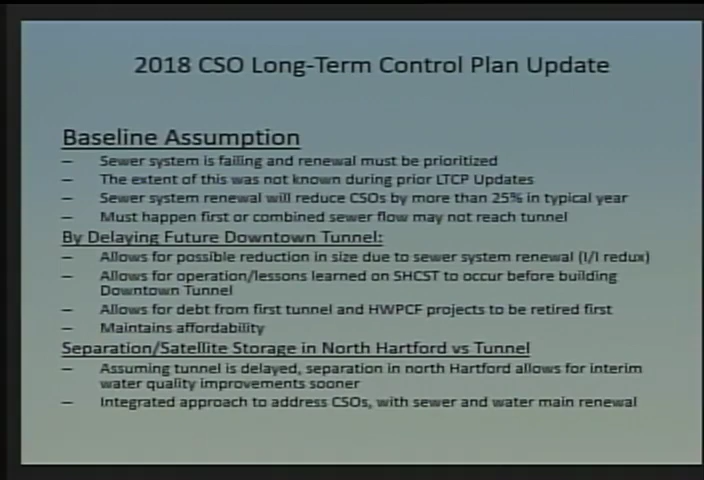 2018 CSO Long-Term Control Plan Update
Baseline Assumption
– Sewer system is failing and renewal must be prioritized
– The extent of this was not known during prior LTCP Updates
– Sewer system renewal will reduce CSOs by more than 25% in typical year
– Must happen first or combined sewer flow may not reach tunnel
By Delaying Future Downtown Tunnel:
– Allows for possible reduction in size due to sewer system renewal (I/I redux)
– Allows for operation/lessons learned on SHCST to occur before building
Downtown Tunnel
– Allows for debt from first tunnel and HWPCF projects to be retired first
– Maintains affordability
Separation/Satellite Storage in North Hartford vs Tunnel
– Assuming tunnel is delayed, separation in north Hartford allows for interim
water quality improvements sooner
– Integrated approach to address CSOs, with sewer and water main renewal